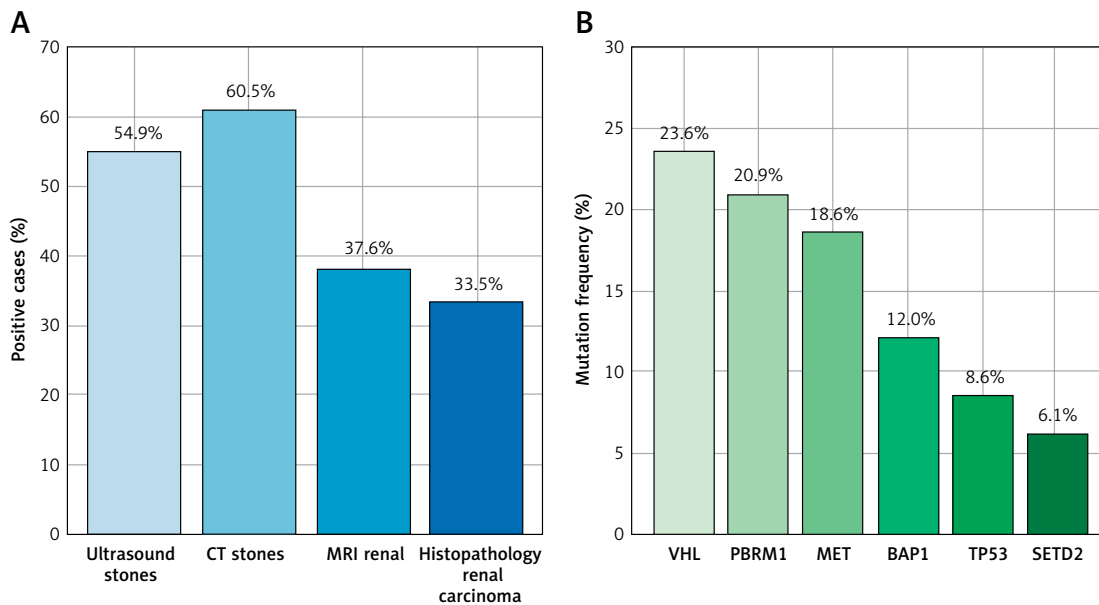 A
Positive cases (%)
70
60
50
40
30
20
10
0
54.9%
60.5%
37.6%
33.5%
Ultrasound
stones
CT stones
MRI renal
Histopathology
renal
carcinoma
B
Mutation frequency (%)
30
25
20
15
10
5
0
23.6%
20.9%
18.6%
12.0%
8.6%
6.1%
VHL
PBRM1
MET
BAP1
TP53
SETD2